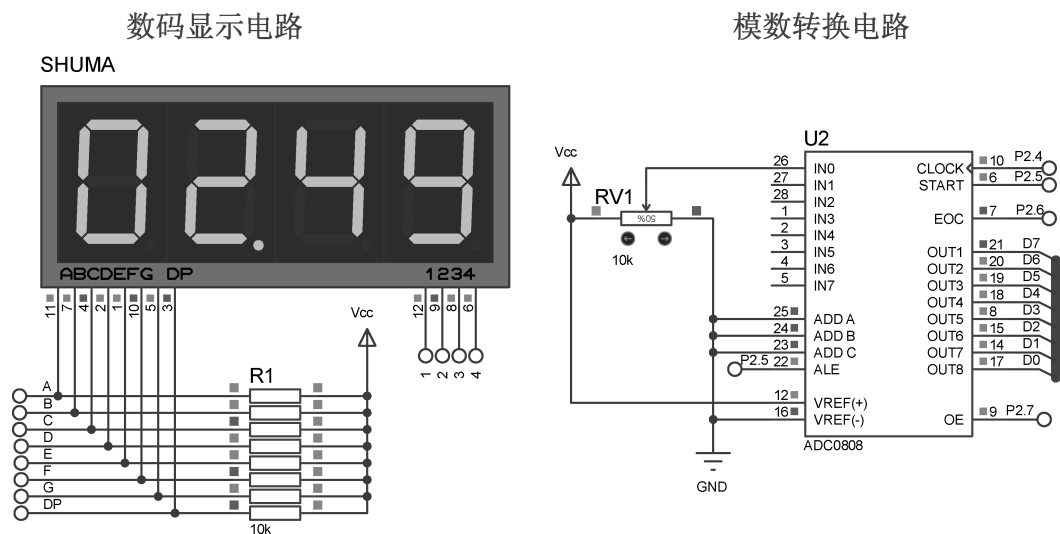 数码显示电路
模数转换电路
SHUMA
02.49
ABCDEFG DP
1234
11
7
4
2
1
10
5
3
12
9
8
6
1
2
3
4
Vcc
A
B
C
D
E
F
G
DP
R1
10k
U2
Vcc
RV1
50%
10k
26 IN0
27 IN1
28 IN2
1 IN3
2 IN4
3 IN5
4 IN6
5 IN7
25 ADD A
24 ADD B
23 ADD C
P2.5 22 ALE
12 VREF(+)
16 VREF(-)
CLOCK 10 P2.4
START 6 P2.5
EOC 7 P2.6
OUT1 21 D7
OUT2 20 D6
OUT3 19 D5
OUT4 18 D4
OUT5 8 D3
OUT6 15 D2
OUT7 14 D1
OUT8 17 D0
OE 9 P2.7
ADC0808
GND